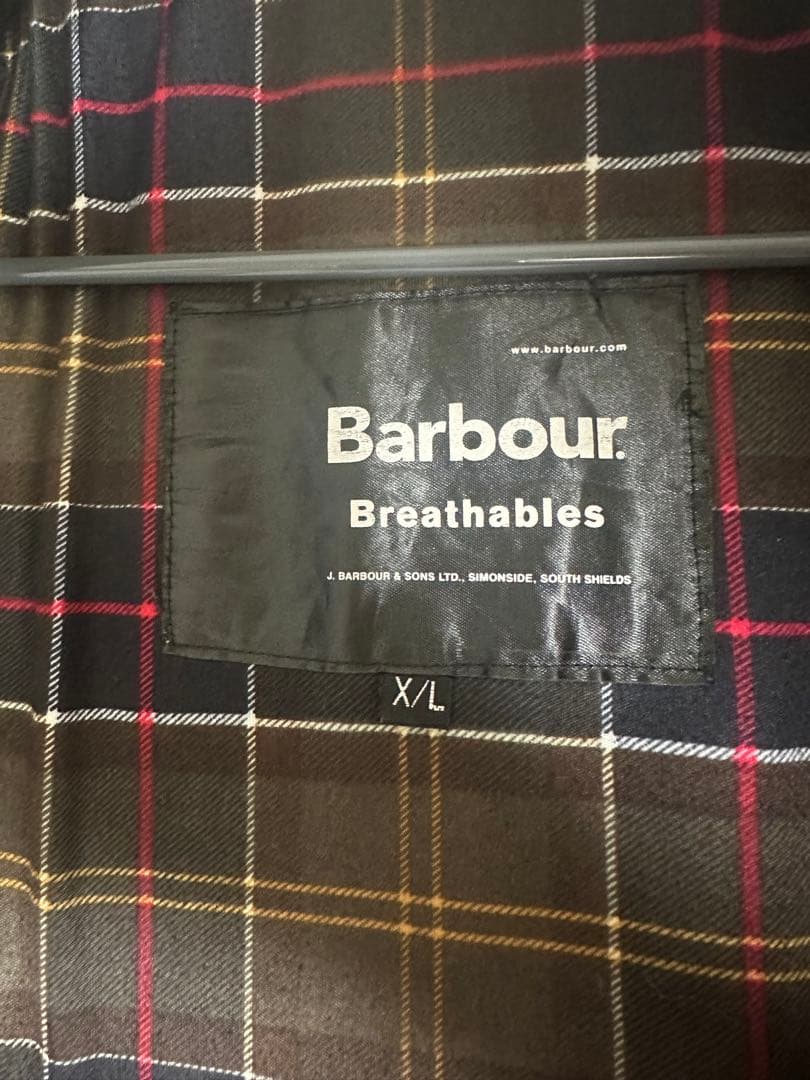 www.barbour.com
Barbour.
Breathables
J. BARBOUR & SONS LTD., SIMONSIDE, SOUTH SHIELDS
X/L